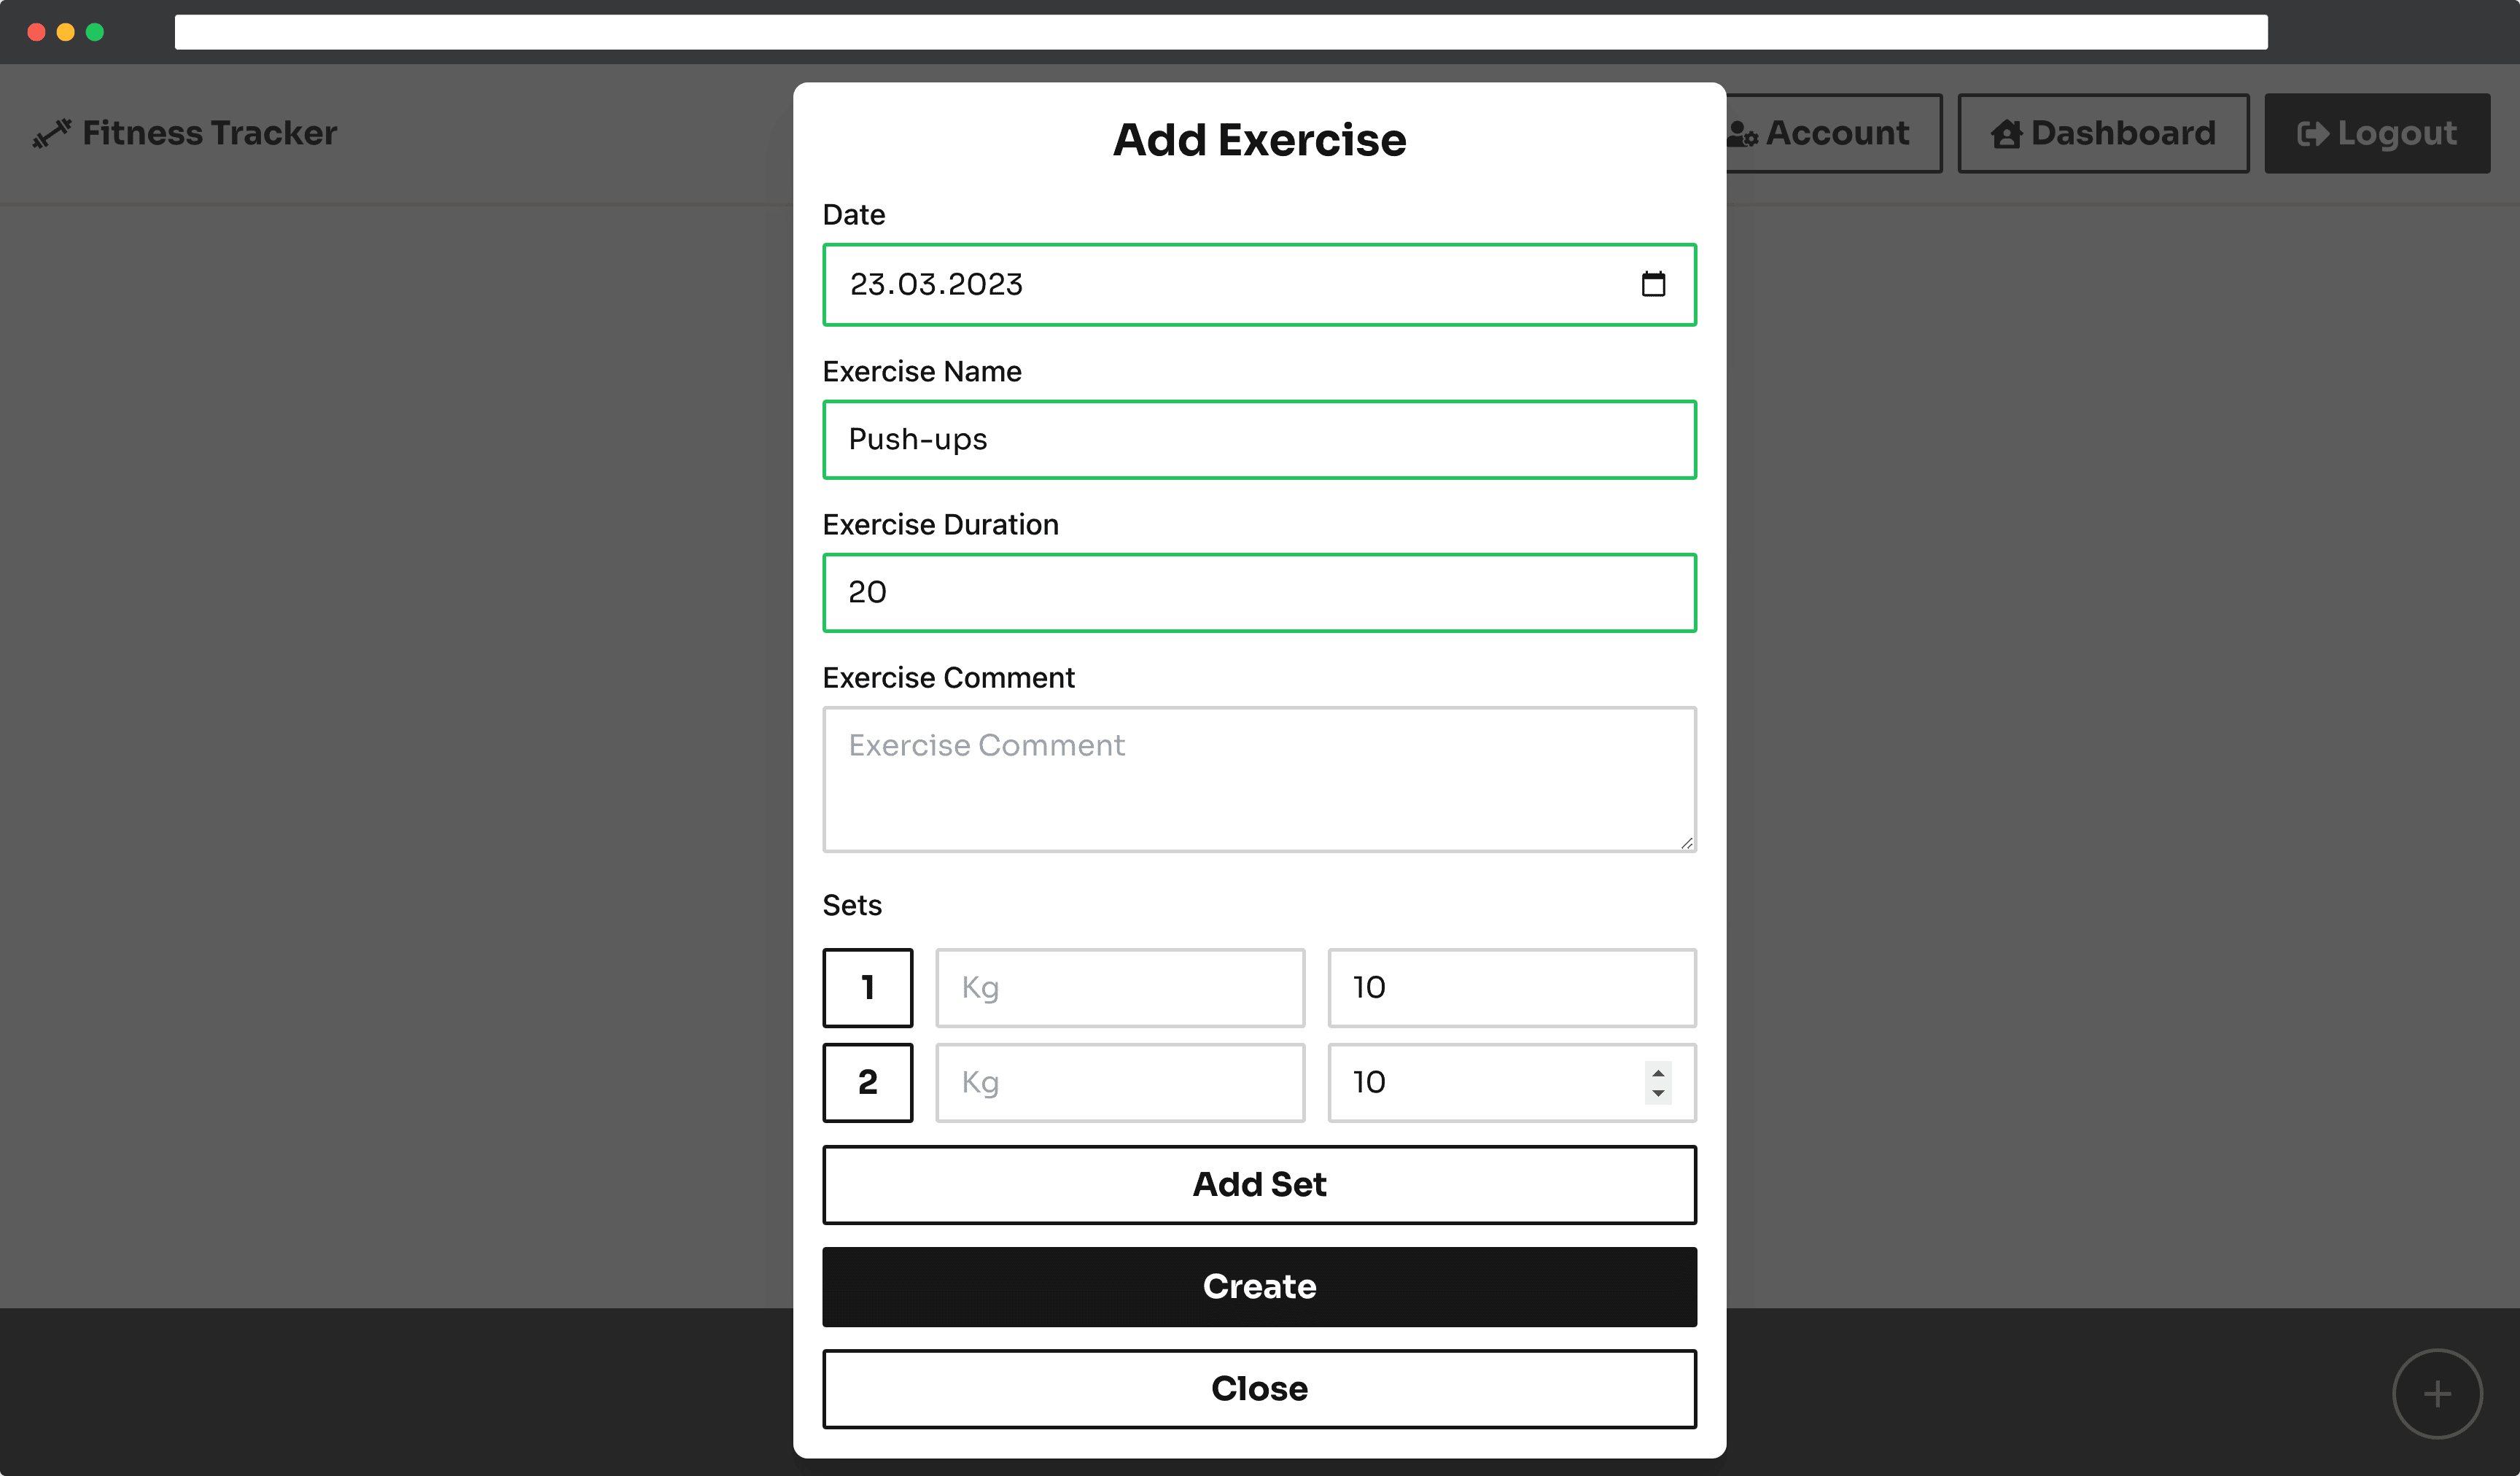 Fitness Tracker
Account
Dashboard
Logout
Add Exercise
Date
23.03.2023
Exercise Name
Push-ups
Exercise Duration
20
Exercise Comment
Exercise Comment
Sets
1 Kg 10
2 Kg 10
Add Set
Create
Close